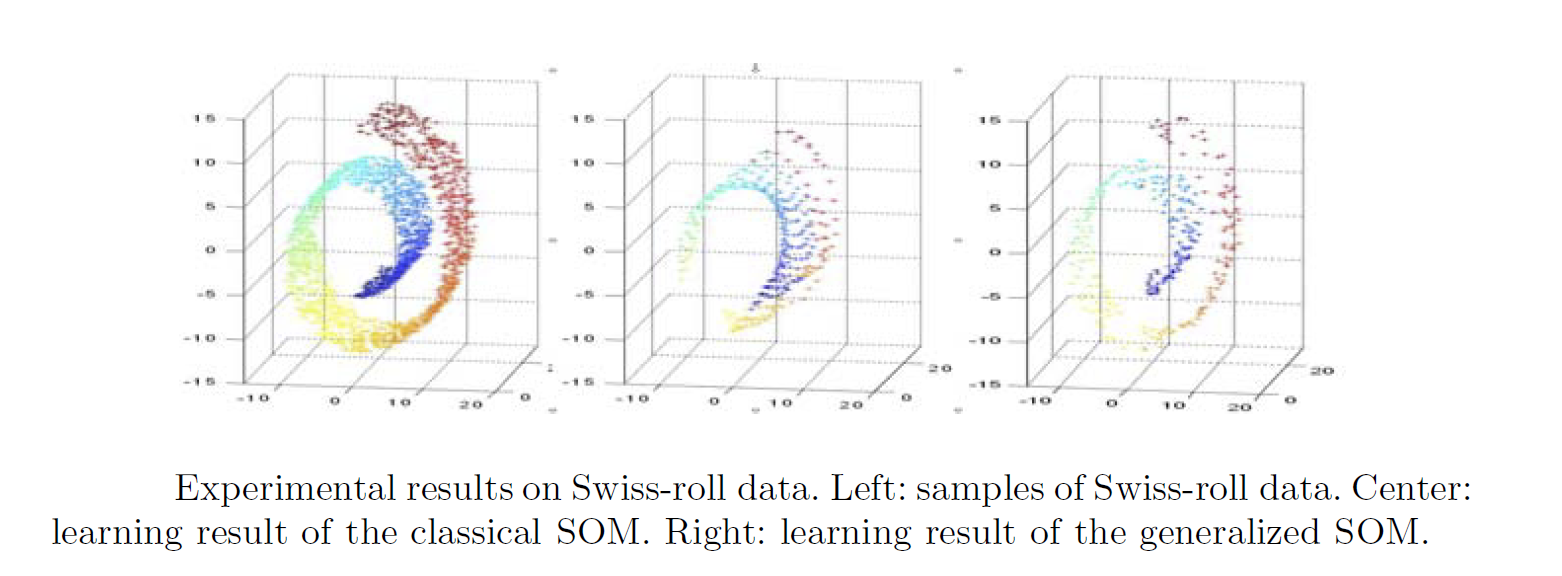 15 10 5 0 -5 -10 -15
-10 0 10 20 0
15 10 5 0 -5 -10 -15
-10 0 10 20 0 20
15 10 5 0 -5 -10 -15
-10 0 10 20 0 20
Experimental results on Swiss-roll data. Left: samples of Swiss-roll data. Center:
learning result of the classical SOM. Right: learning result of the generalized SOM.